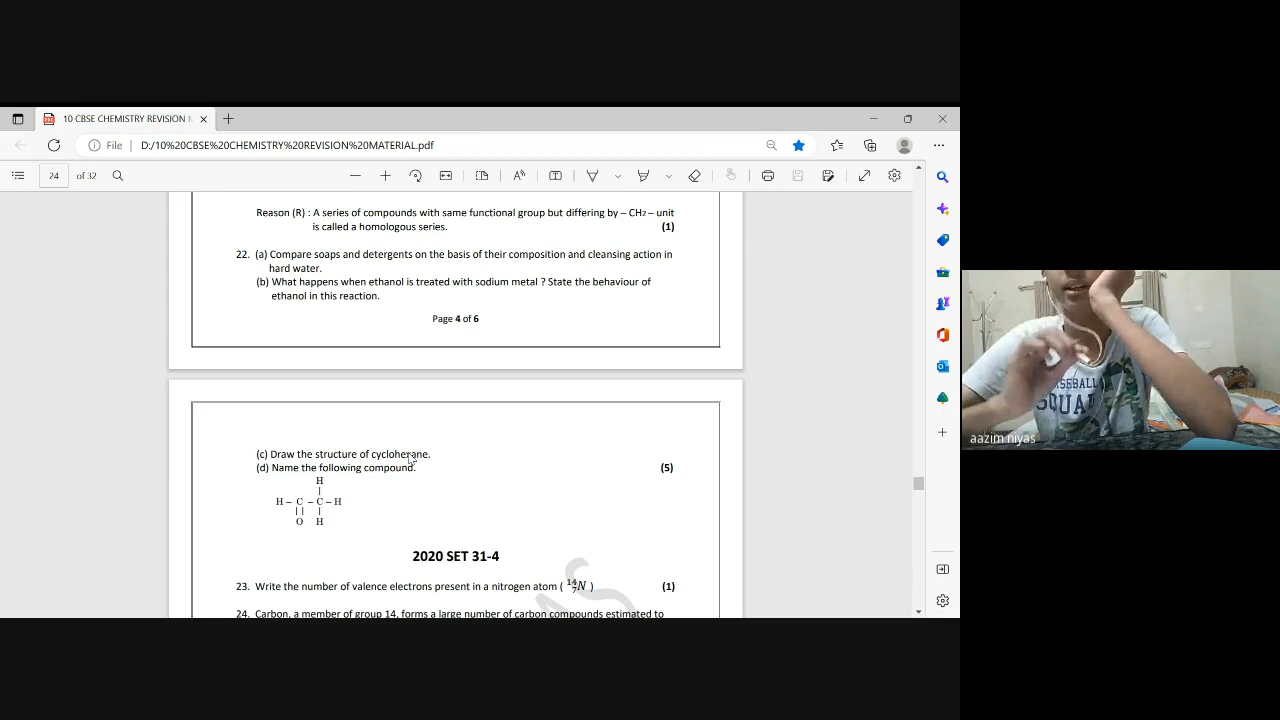 10 CBSE CHEMISTRY REVISION M
File D:/10%20CBSE%20CHEMISTRY%20REVISION%20MATERIAL.pdf
24 of 32
Reason (R) : A series of compounds with same functional group but differing by – CH2 – unit
is called a homologous series. (1)
22. (a) Compare soaps and detergents on the basis of their composition and cleansing action in
hard water.
(b) What happens when ethanol is treated with sodium metal ? State the behaviour of
ethanol in this reaction.
Page 4 of 6
(c) Draw the structure of cyclohexane.
(d) Name the following compound. (5)
H
H – C – C – H
O H
2020 SET 31-4
23. Write the number of valence electrons present in a nitrogen atom ( 14 7 N ) (1)
24. Carbon, a member of group 14, forms a large number of carbon compounds estimated to
BASEBALL
SQUAD
aazim niyas